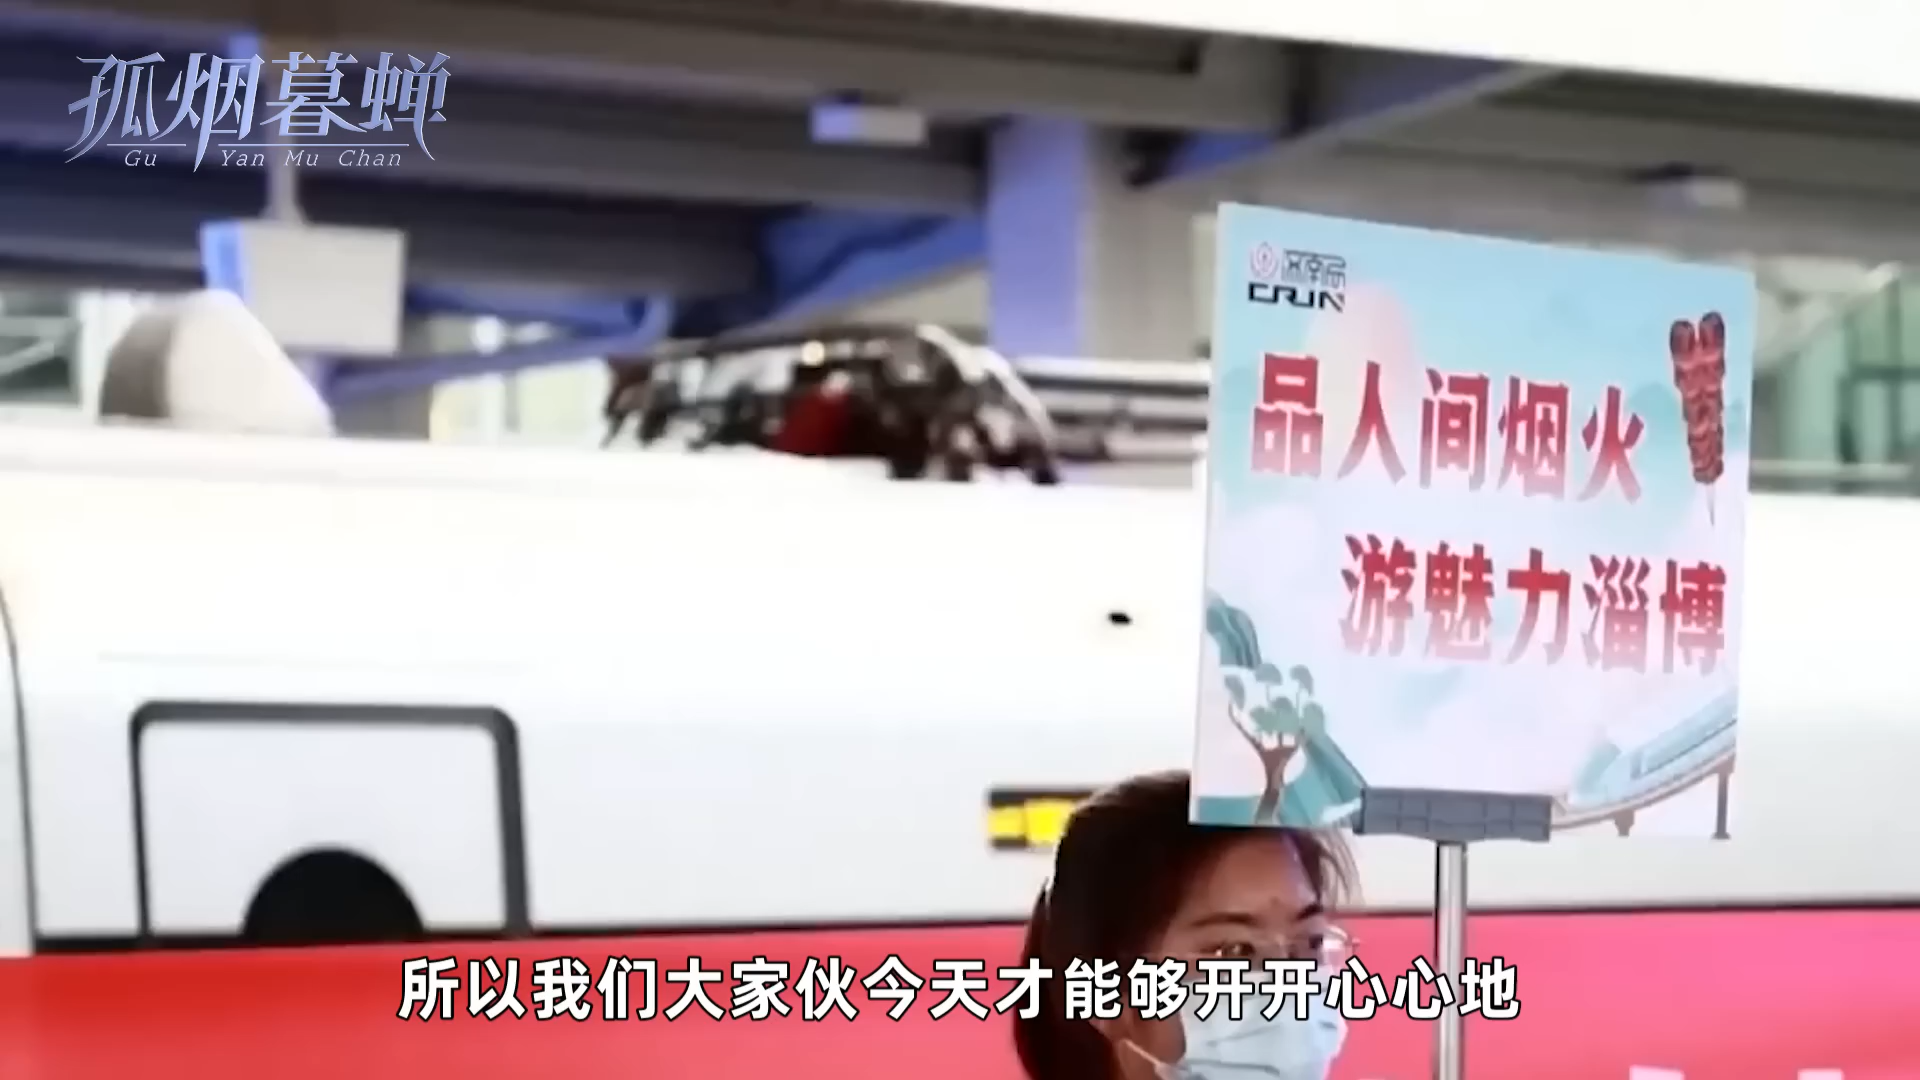 孤烟暮蝉
Gu Yan Mu Chan
济南局
CRJN
品人间烟火
游魅力淄博
所以我们大家伙今天才能够开开心心地